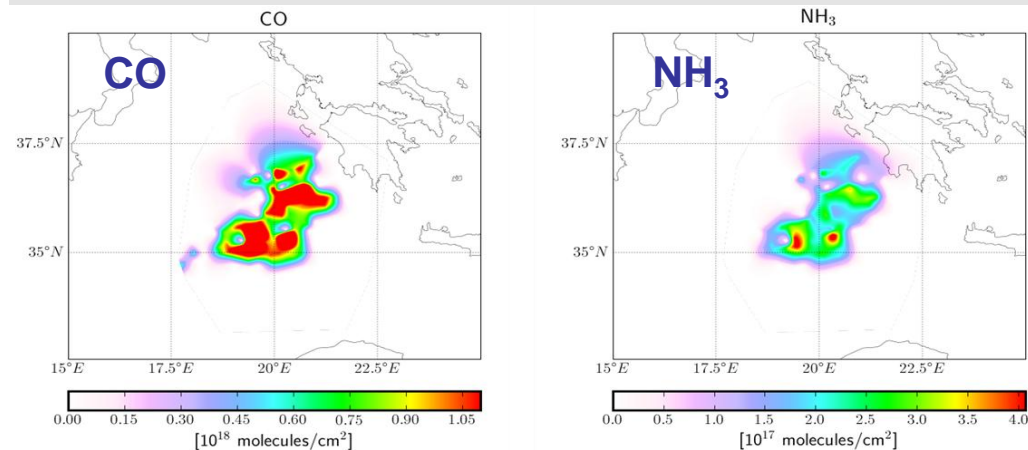 CO
CO
37.5°N
35°N
15°E 17.5°E 20°E 22.5°E
0.00 0.15 0.30 0.45 0.60 0.75 0.90 1.05
[10¹⁸ molecules/cm²]
NH₃
NH₃
37.5°N
35°N
15°E 17.5°E 20°E 22.5°E
0.0 0.5 1.0 1.5 2.0 2.5 3.0 3.5 4.0
[10¹⁷ molecules/cm²]